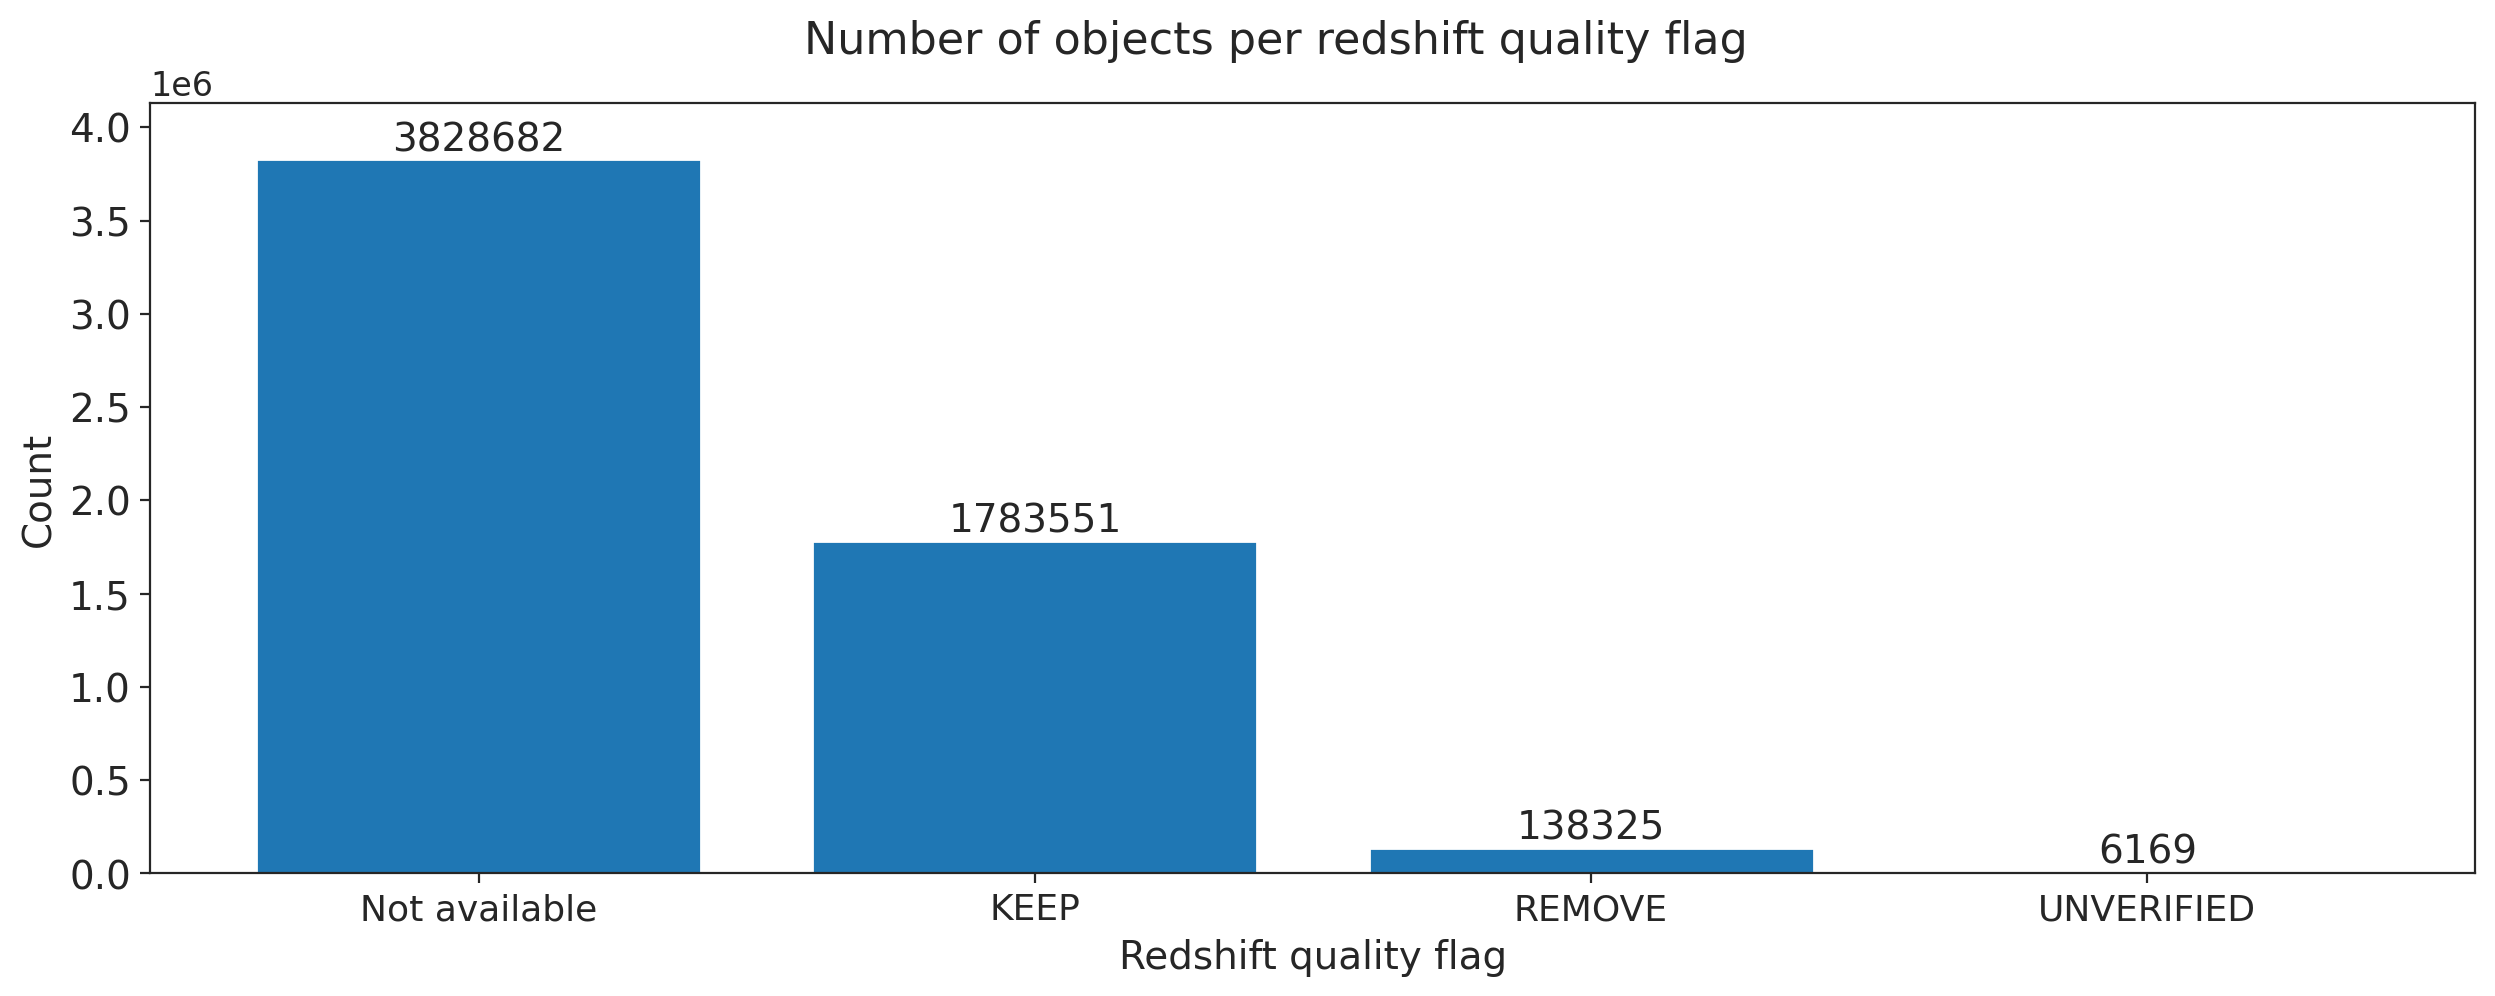 Number of objects per redshift quality flag
1e6
4.0
3.5
3.0
2.5
2.0
1.5
1.0
0.5
0.0
Count
3828682
1783551
138325
6169
Not available
KEEP
REMOVE
UNVERIFIED
Redshift quality flag